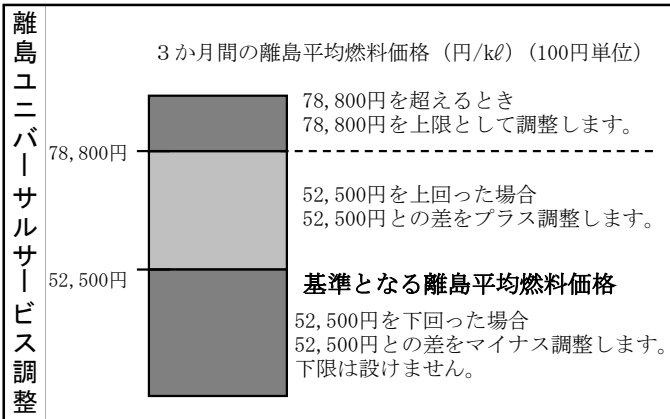 離島ユニバーサルサービス調整
3か月間の離島平均燃料価格（円/kℓ）（100円単位）
78,800円を超えるとき
78,800円を上限として調整します。
78,800円
52,500円を上回った場合
52,500円との差をプラス調整します。
52,500円
基準となる離島平均燃料価格
52,500円を下回った場合
52,500円との差をマイナス調整します。
下限は設けません。